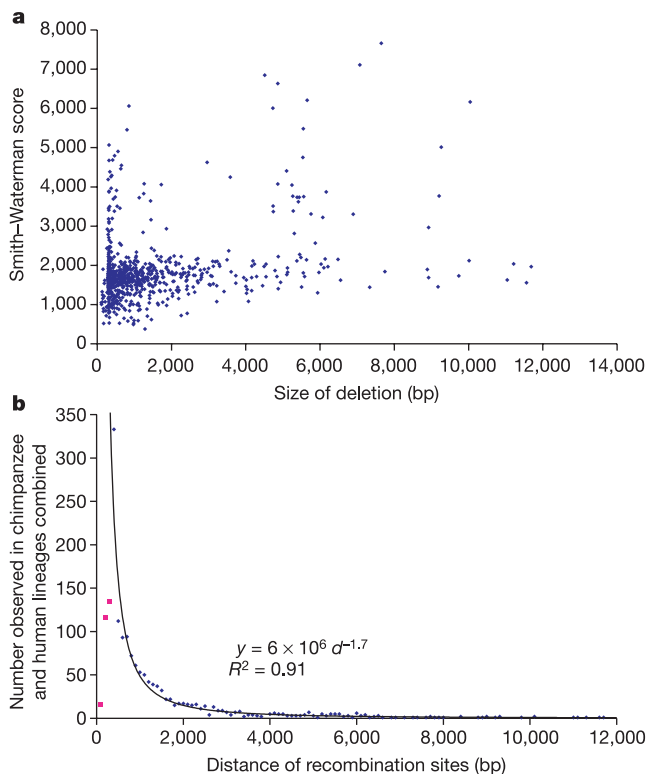 a
8,000
7,000
6,000
5,000
4,000
3,000
2,000
1,000
0
Smith–Waterman score
0 2,000 4,000 6,000 8,000 10,000 12,000 14,000
Size of deletion (bp)
b
350
300
250
200
150
100
50
0
Number observed in chimpanzee
and human lineages combined
y = 6 × 10⁶ d⁻¹·⁷
R² = 0.91
0 2,000 4,000 6,000 8,000 10,000 12,000
Distance of recombination sites (bp)